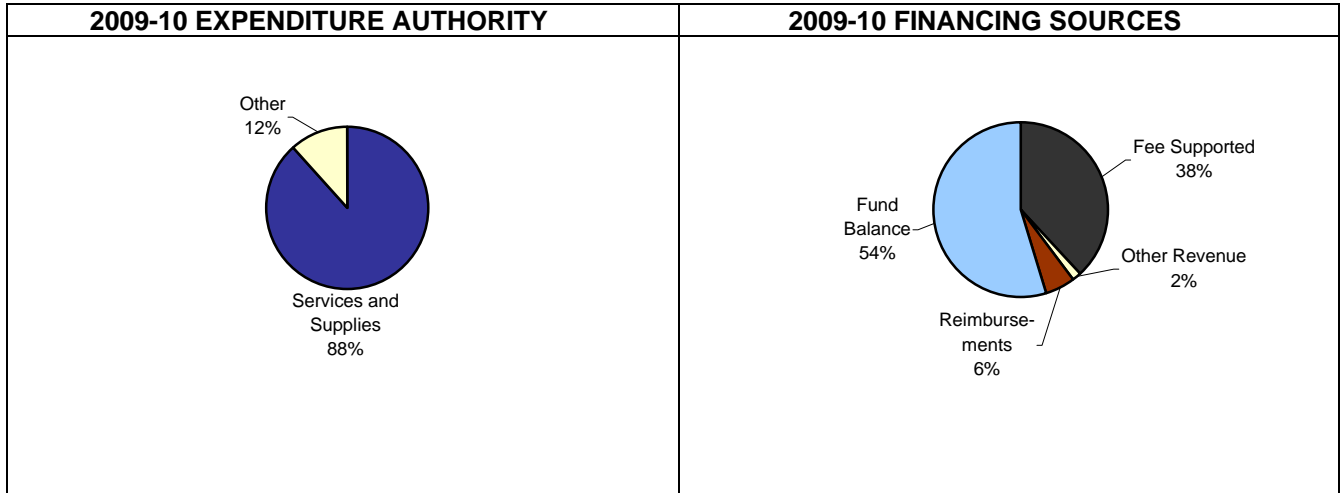 2009-10 EXPENDITURE AUTHORITY
Other
12%
Services and
Supplies
88%
2009-10 FINANCING SOURCES
Fee Supported
38%
Fund
Balance
54%
Other Revenue
2%
Reimburse-
ments
6%